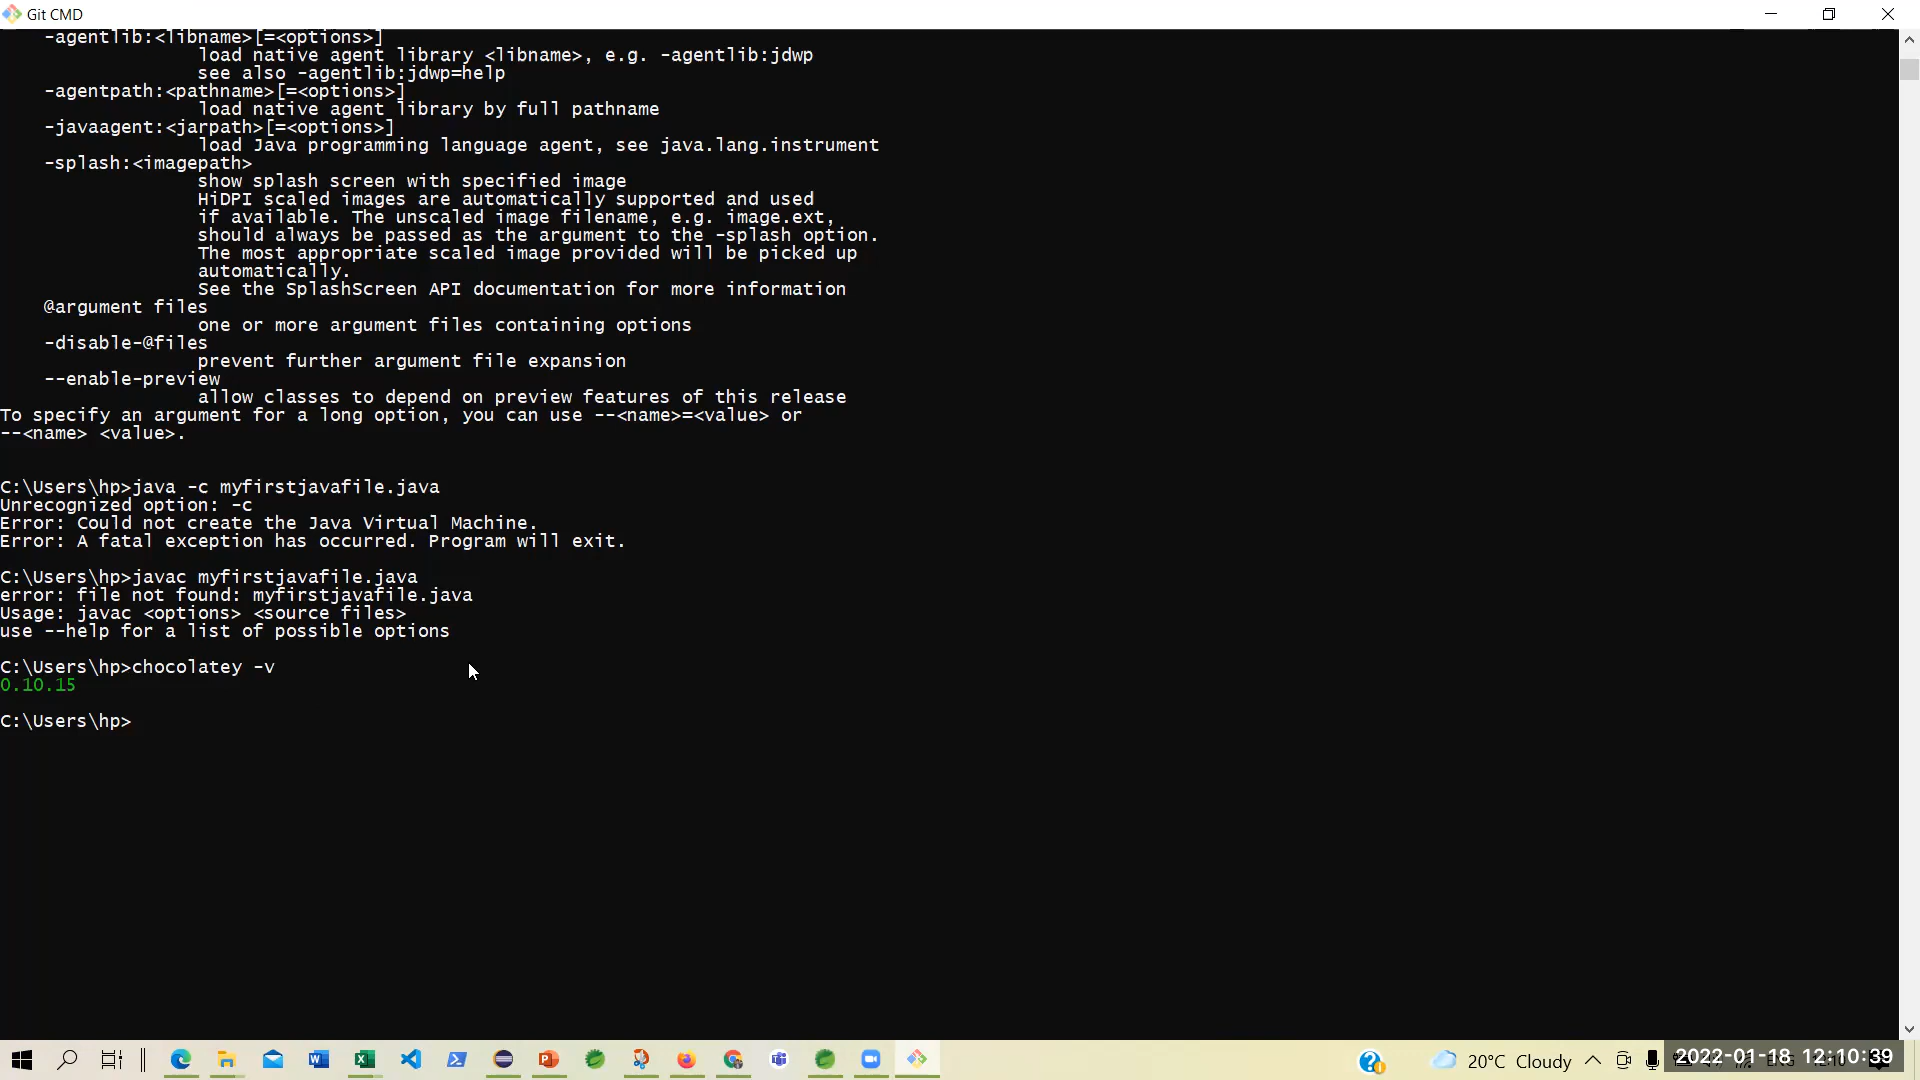 Git CMD
-agentlib:<libname>[=<options>]
load native agent library <libname>, e.g. -agentlib:jdwp
see also -agentlib:jdwp=help
-agentpath:<pathname>[=<options>]
load native agent library by full pathname
-javaagent:<jarpath>[=<options>]
load Java programming language agent, see java.lang.instrument
-splash:<imagepath>
show splash screen with specified image
HiDPI scaled images are automatically supported and used
if available. The unscaled image filename, e.g. image.ext,
should always be passed as the argument to the -splash option.
The most appropriate scaled image provided will be picked up
automatically.
See the SplashScreen API documentation for more information
@argument files
one or more argument files containing options
-disable-@files
prevent further argument file expansion
--enable-preview
allow classes to depend on preview features of this release
To specify an argument for a long option, you can use --<name>=<value> or
--<name> <value>.
C:\Users\hp>java -c myfirstjavafile.java
Unrecognized option: -c
Error: Could not create the Java Virtual Machine.
Error: A fatal exception has occurred. Program will exit.
C:\Users\hp>javac myfirstjavafile.java
error: file not found: myfirstjavafile.java
Usage: javac <options> <source files>
use --help for a list of possible options
C:\Users\hp>chocolatey -v
0.10.15
C:\Users\hp>
20°C Cloudy
2022-01-18 12:10:39